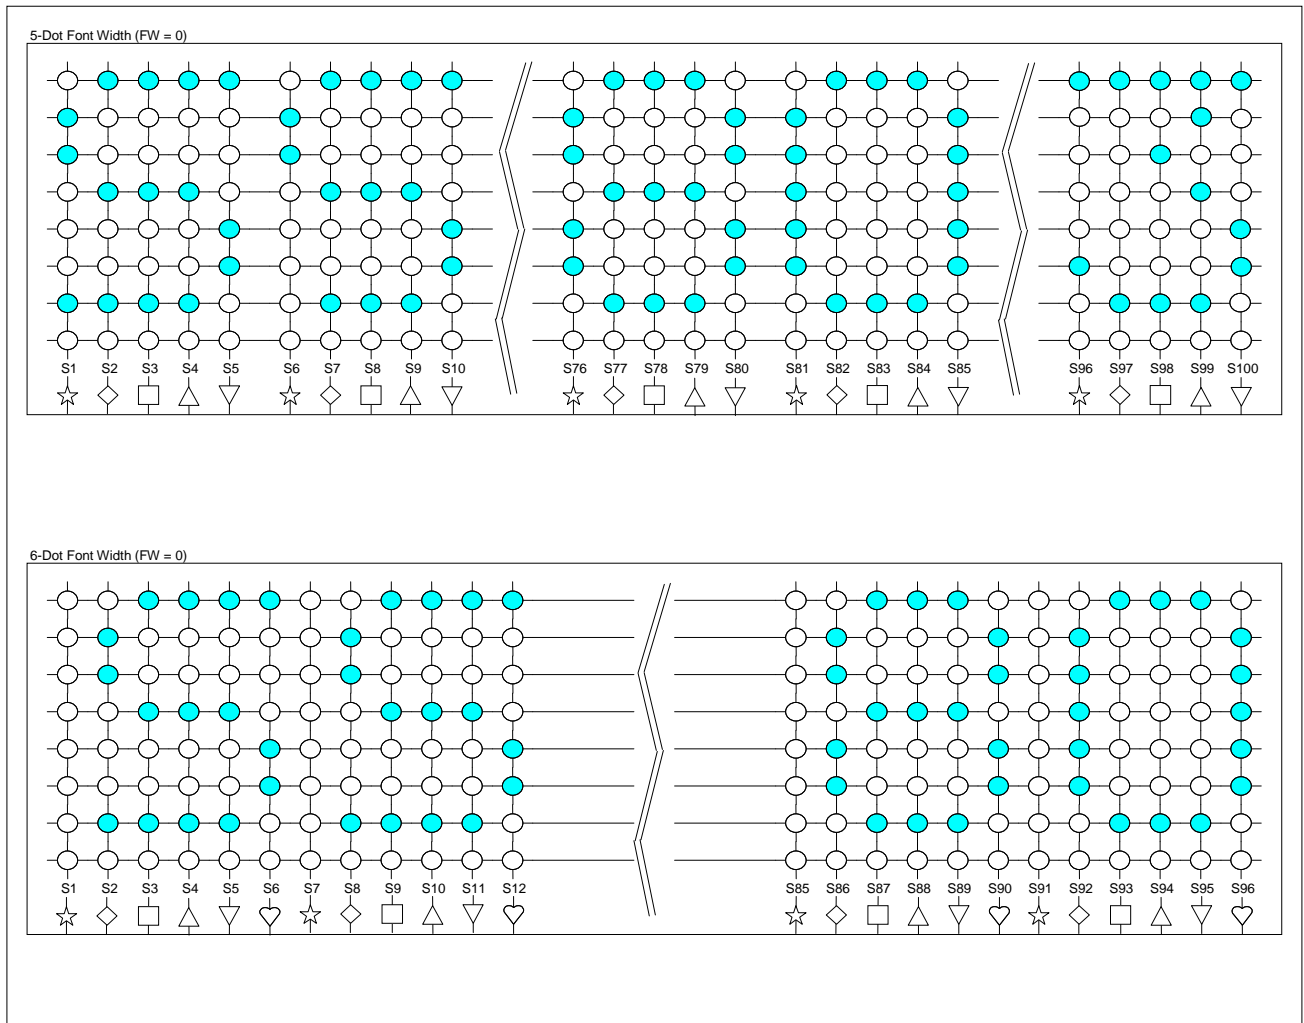 5-Dot Font Width (FW = 0)
S1 S2 S3 S4 S5 S6 S7 S8 S9 S10 S76 S77 S78 S79 S80 S81 S82 S83 S84 S85 S96 S97 S98 S99 S100
6-Dot Font Width (FW = 0)
S1 S2 S3 S4 S5 S6 S7 S8 S9 S10 S11 S12 S85 S86 S87 S88 S89 S90 S91 S92 S93 S94 S95 S96